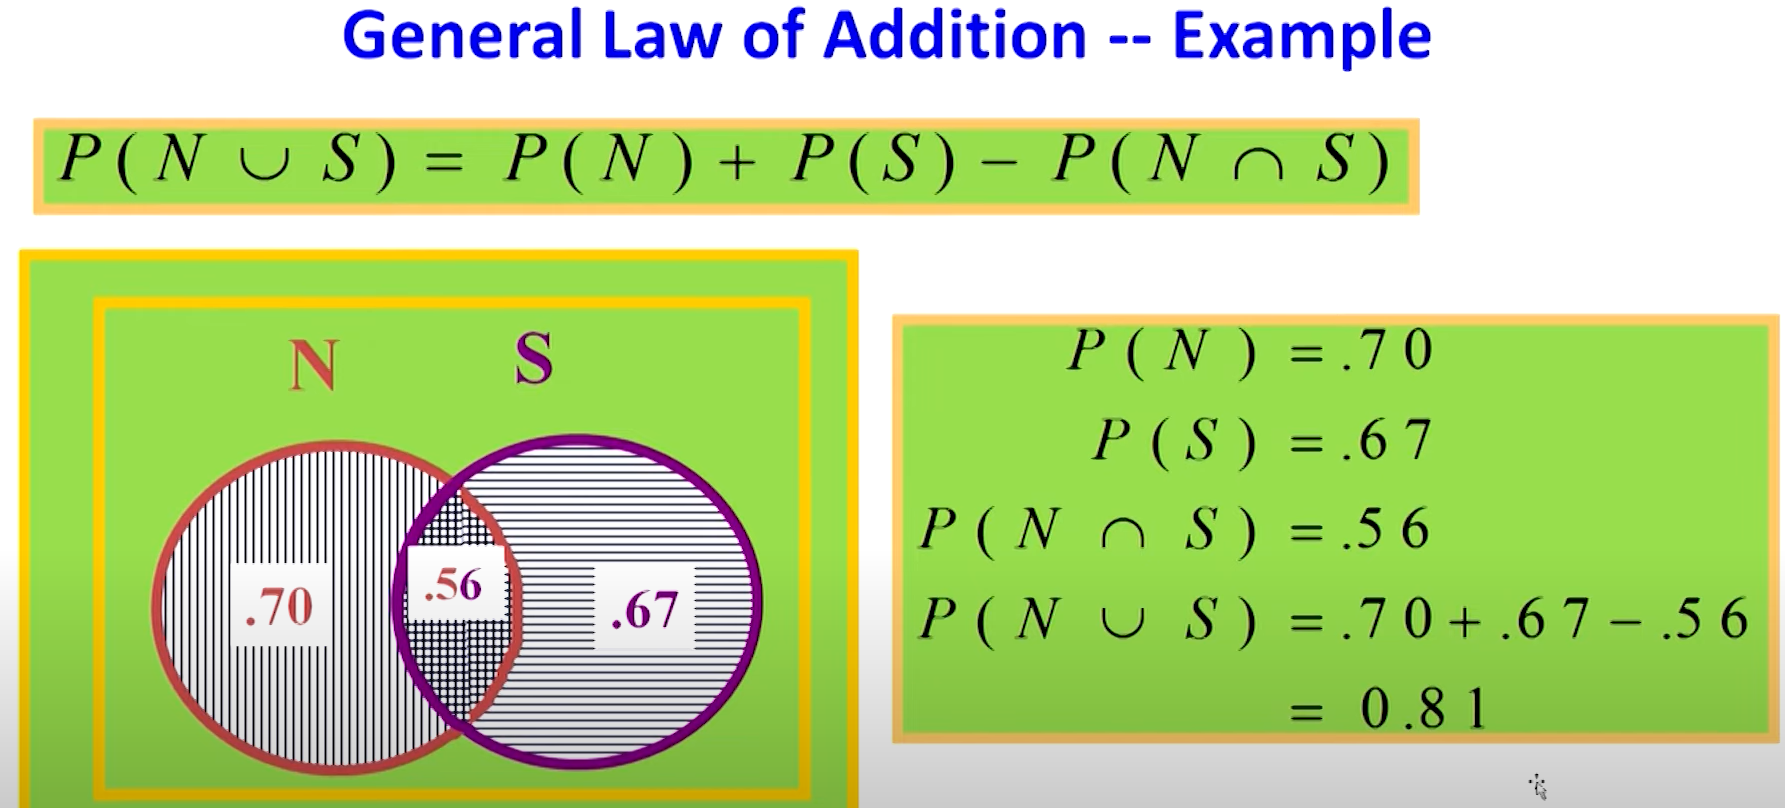 General Law of Addition -- Example
P(N ∪ S) = P(N) + P(S) − P(N ∩ S)
N S
.70 .56 .67
P(N) = .70
P(S) = .67
P(N ∩ S) = .56
P(N ∪ S) = .70 + .67 − .56
= 0.81